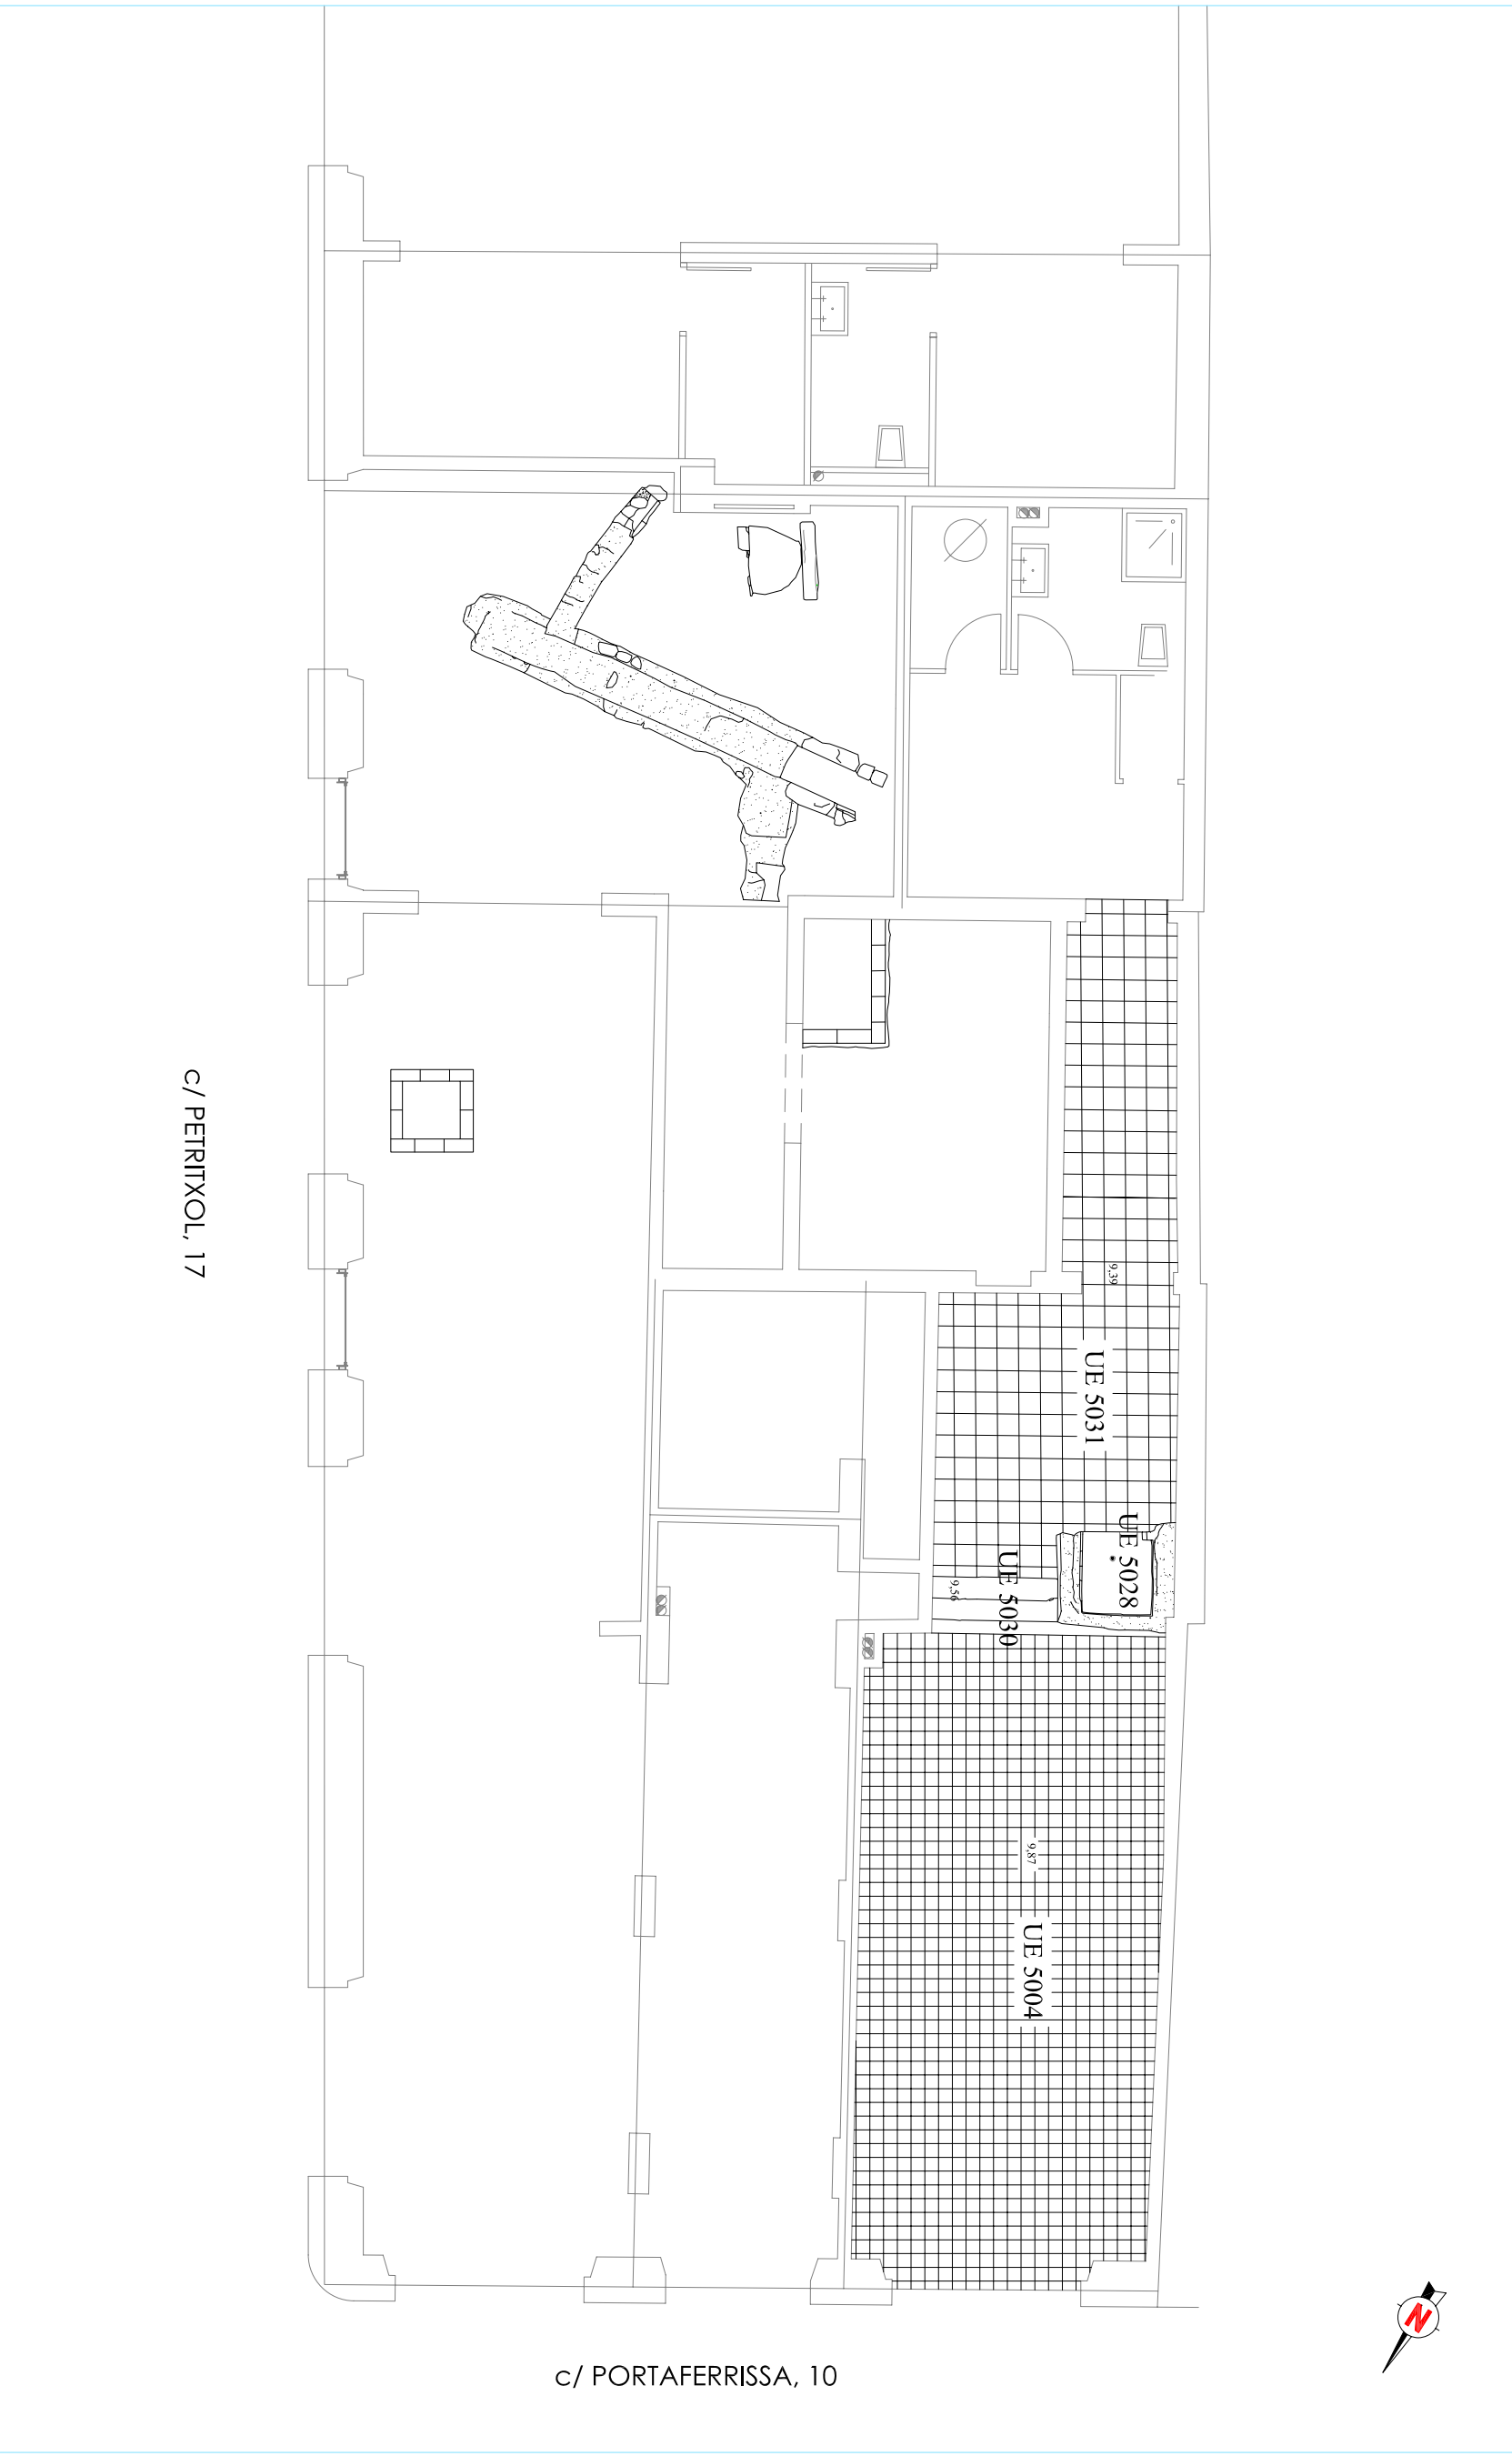 c/ PETRITXOL, 17
9,39
UE 5031
UE 5028
UE 5030
9,56
9,87
UE 5004
N
c/ PORTAFERRISSA, 10